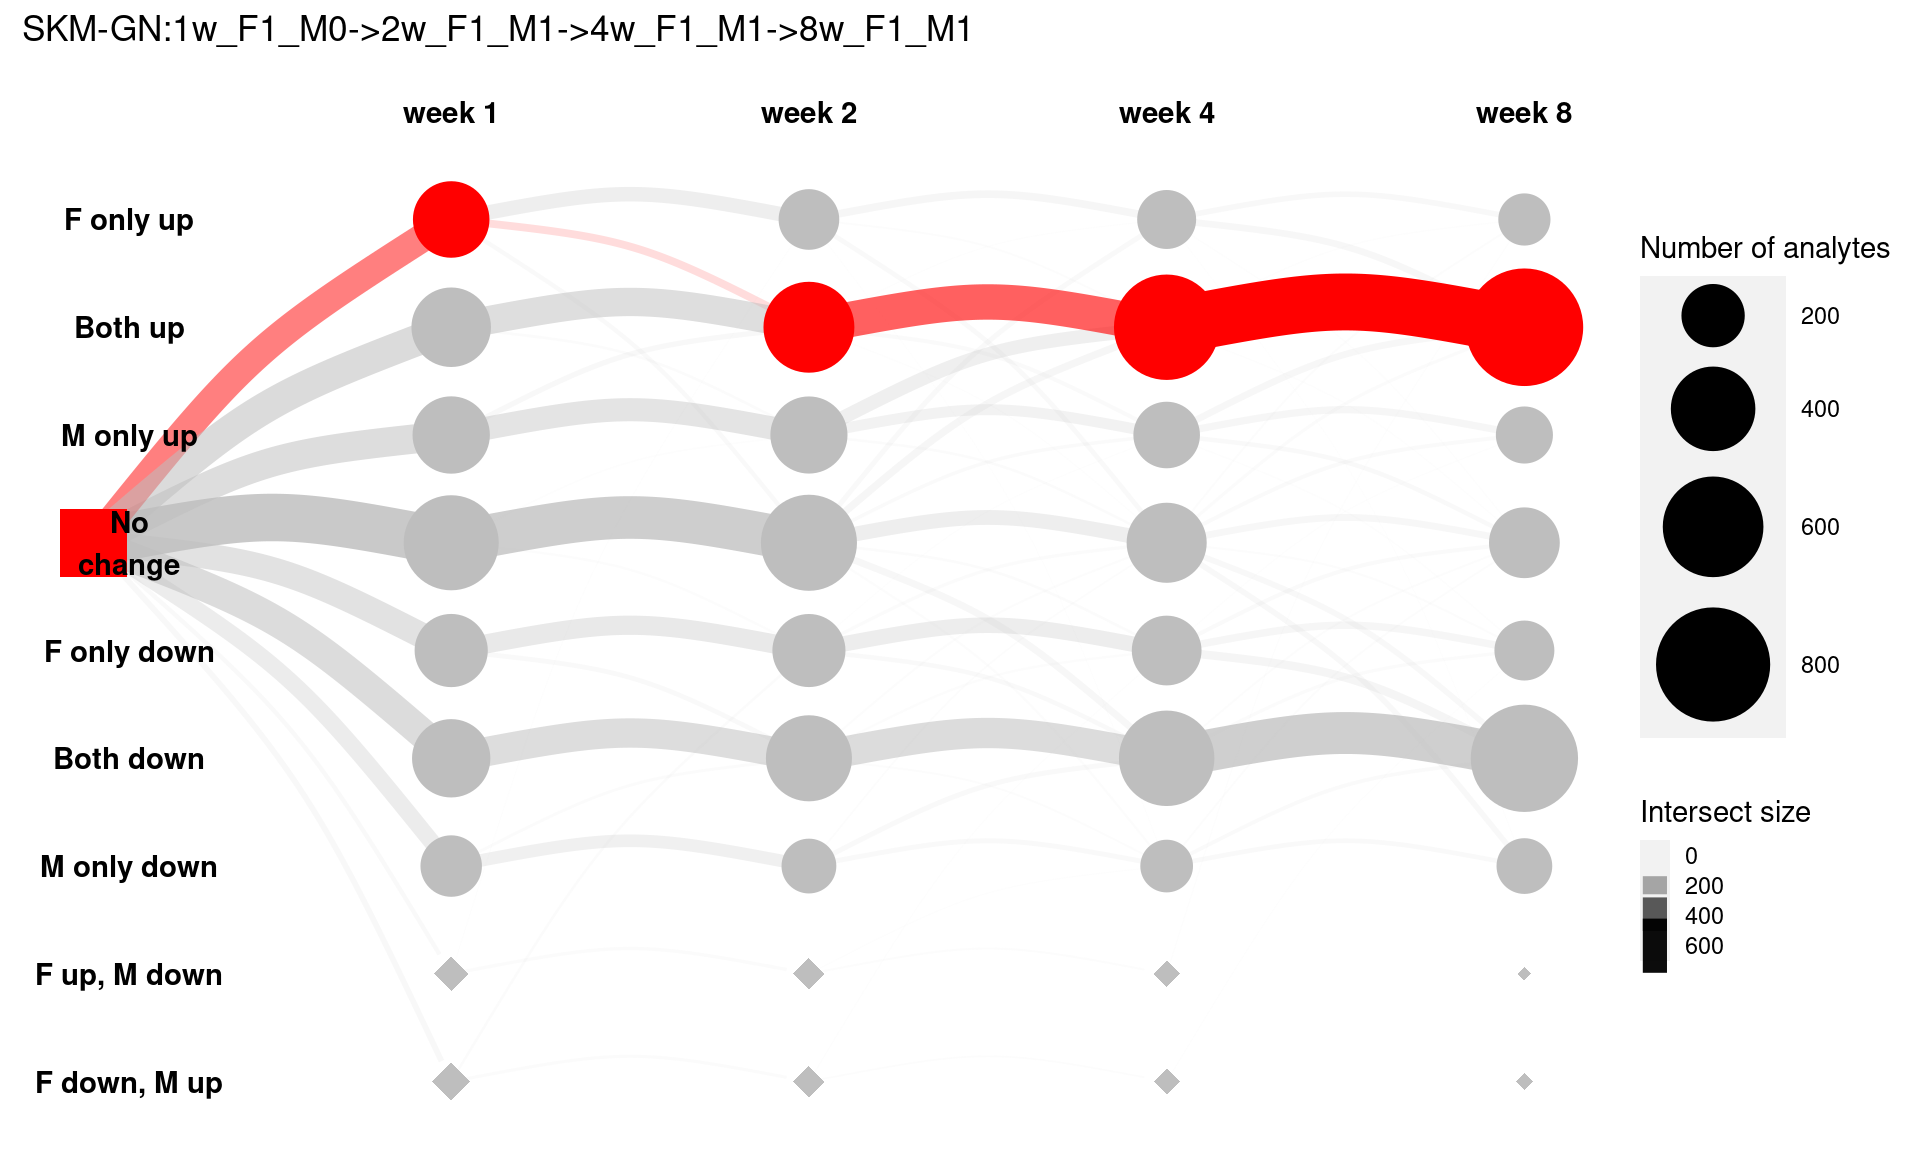 SKM-GN:1w_F1_M0->2w_F1_M1->4w_F1_M1->8w_F1_M1
week 1
week 2
week 4
week 8
F only up
Both up
M only up
No
change
F only down
Both down
M only down
F up, M down
F down, M up
Number of analytes
200
400
600
800
Intersect size
0
200
400
600